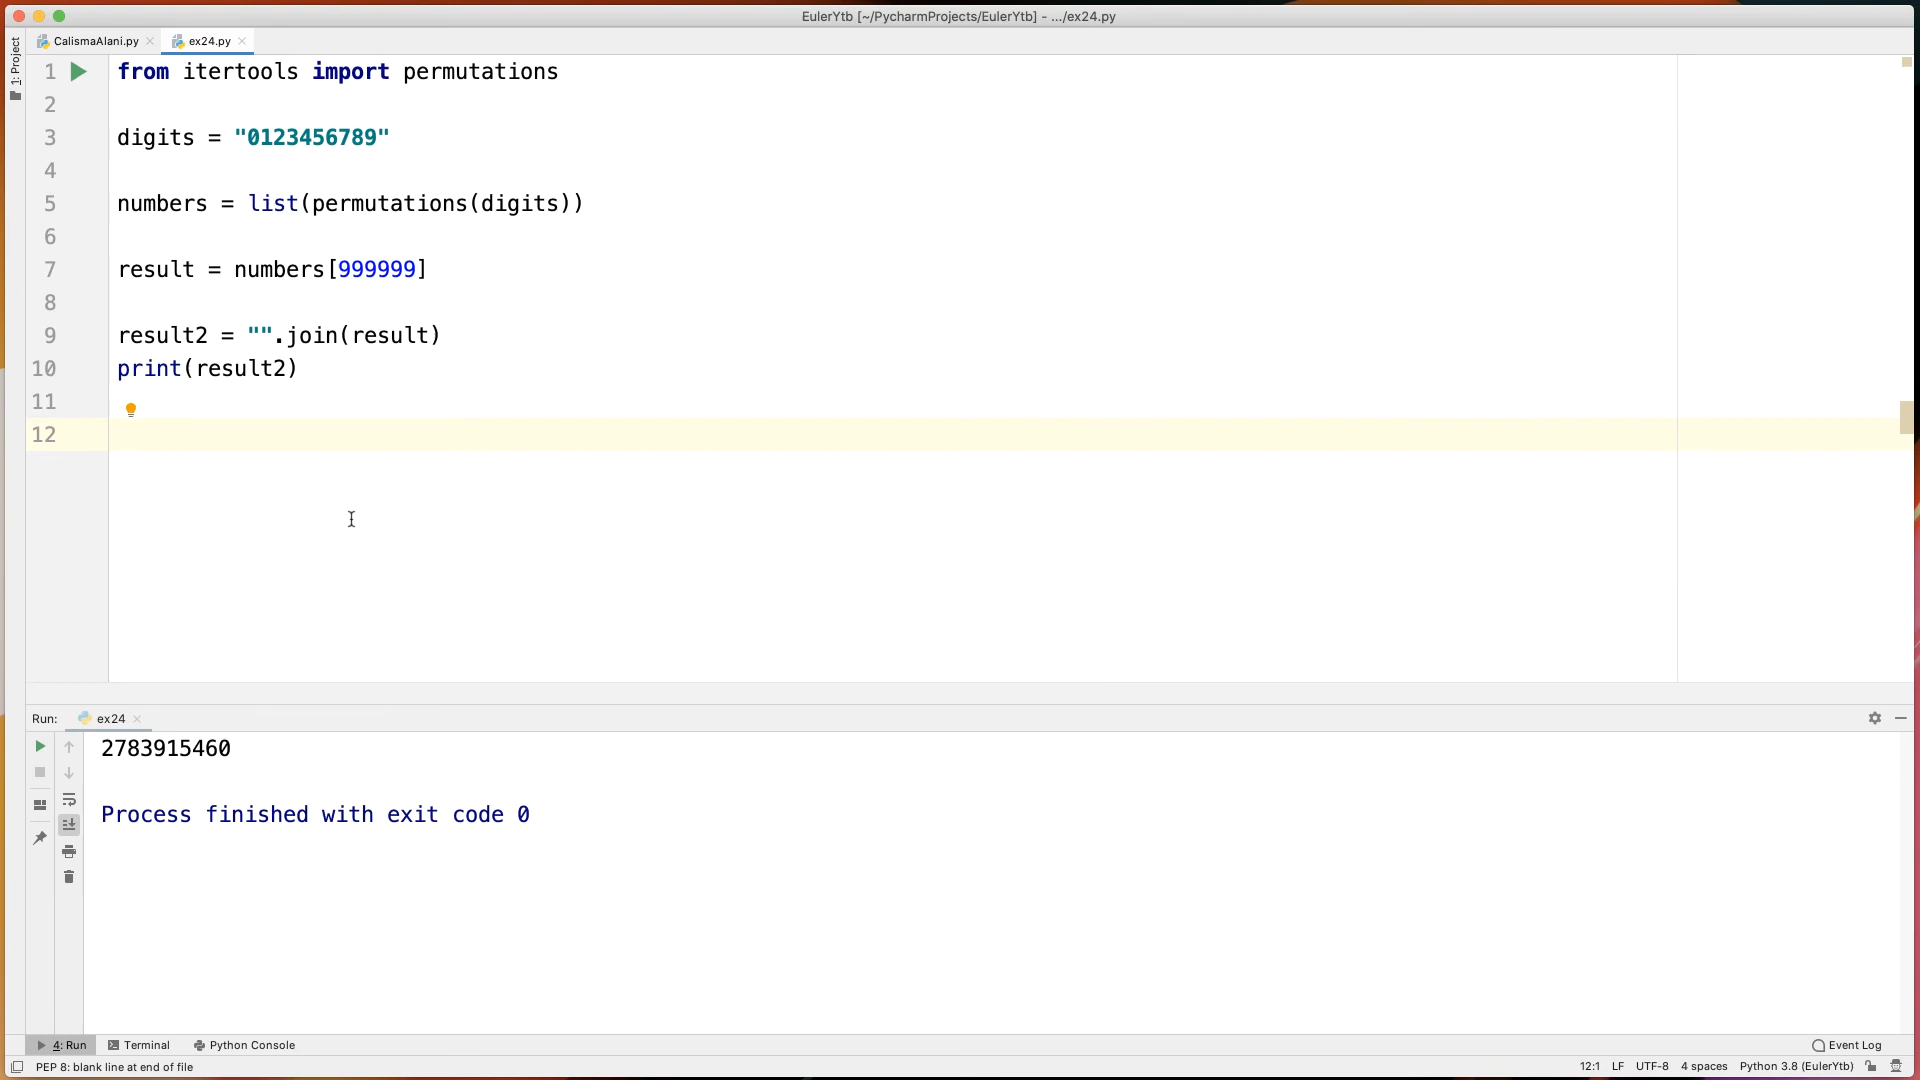 EulerYtb [~/PycharmProjects/EulerYtb] - .../ex24.py
1: Project
CalismaAlani.py
ex24.py
1 from itertools import permutations
2
3 digits = "0123456789"
4
5 numbers = list(permutations(digits))
6
7 result = numbers[999999]
8
9 result2 = "".join(result)
10 print(result2)
11
12
Run: ex24
2783915460
Process finished with exit code 0
4: Run Terminal Python Console Event Log
PEP 8: blank line at end of file 12:1 LF UTF-8 4 spaces Python 3.8 (EulerYtb)